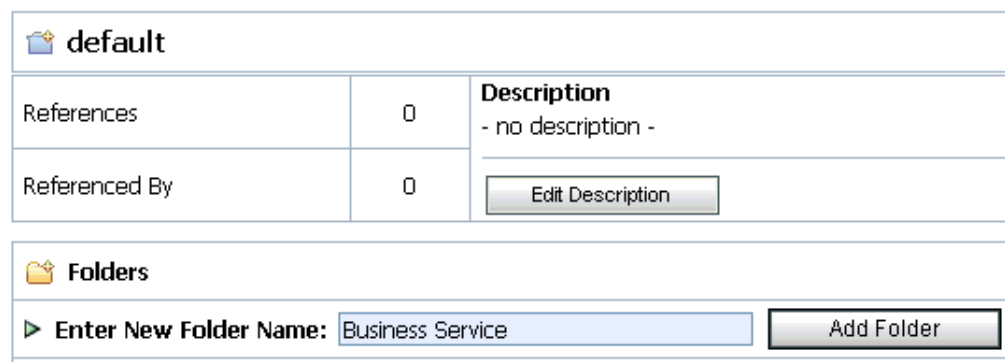 default
References 0
Description
- no description -
Referenced By 0
Edit Description
Folders
Enter New Folder Name: Business Service Add Folder